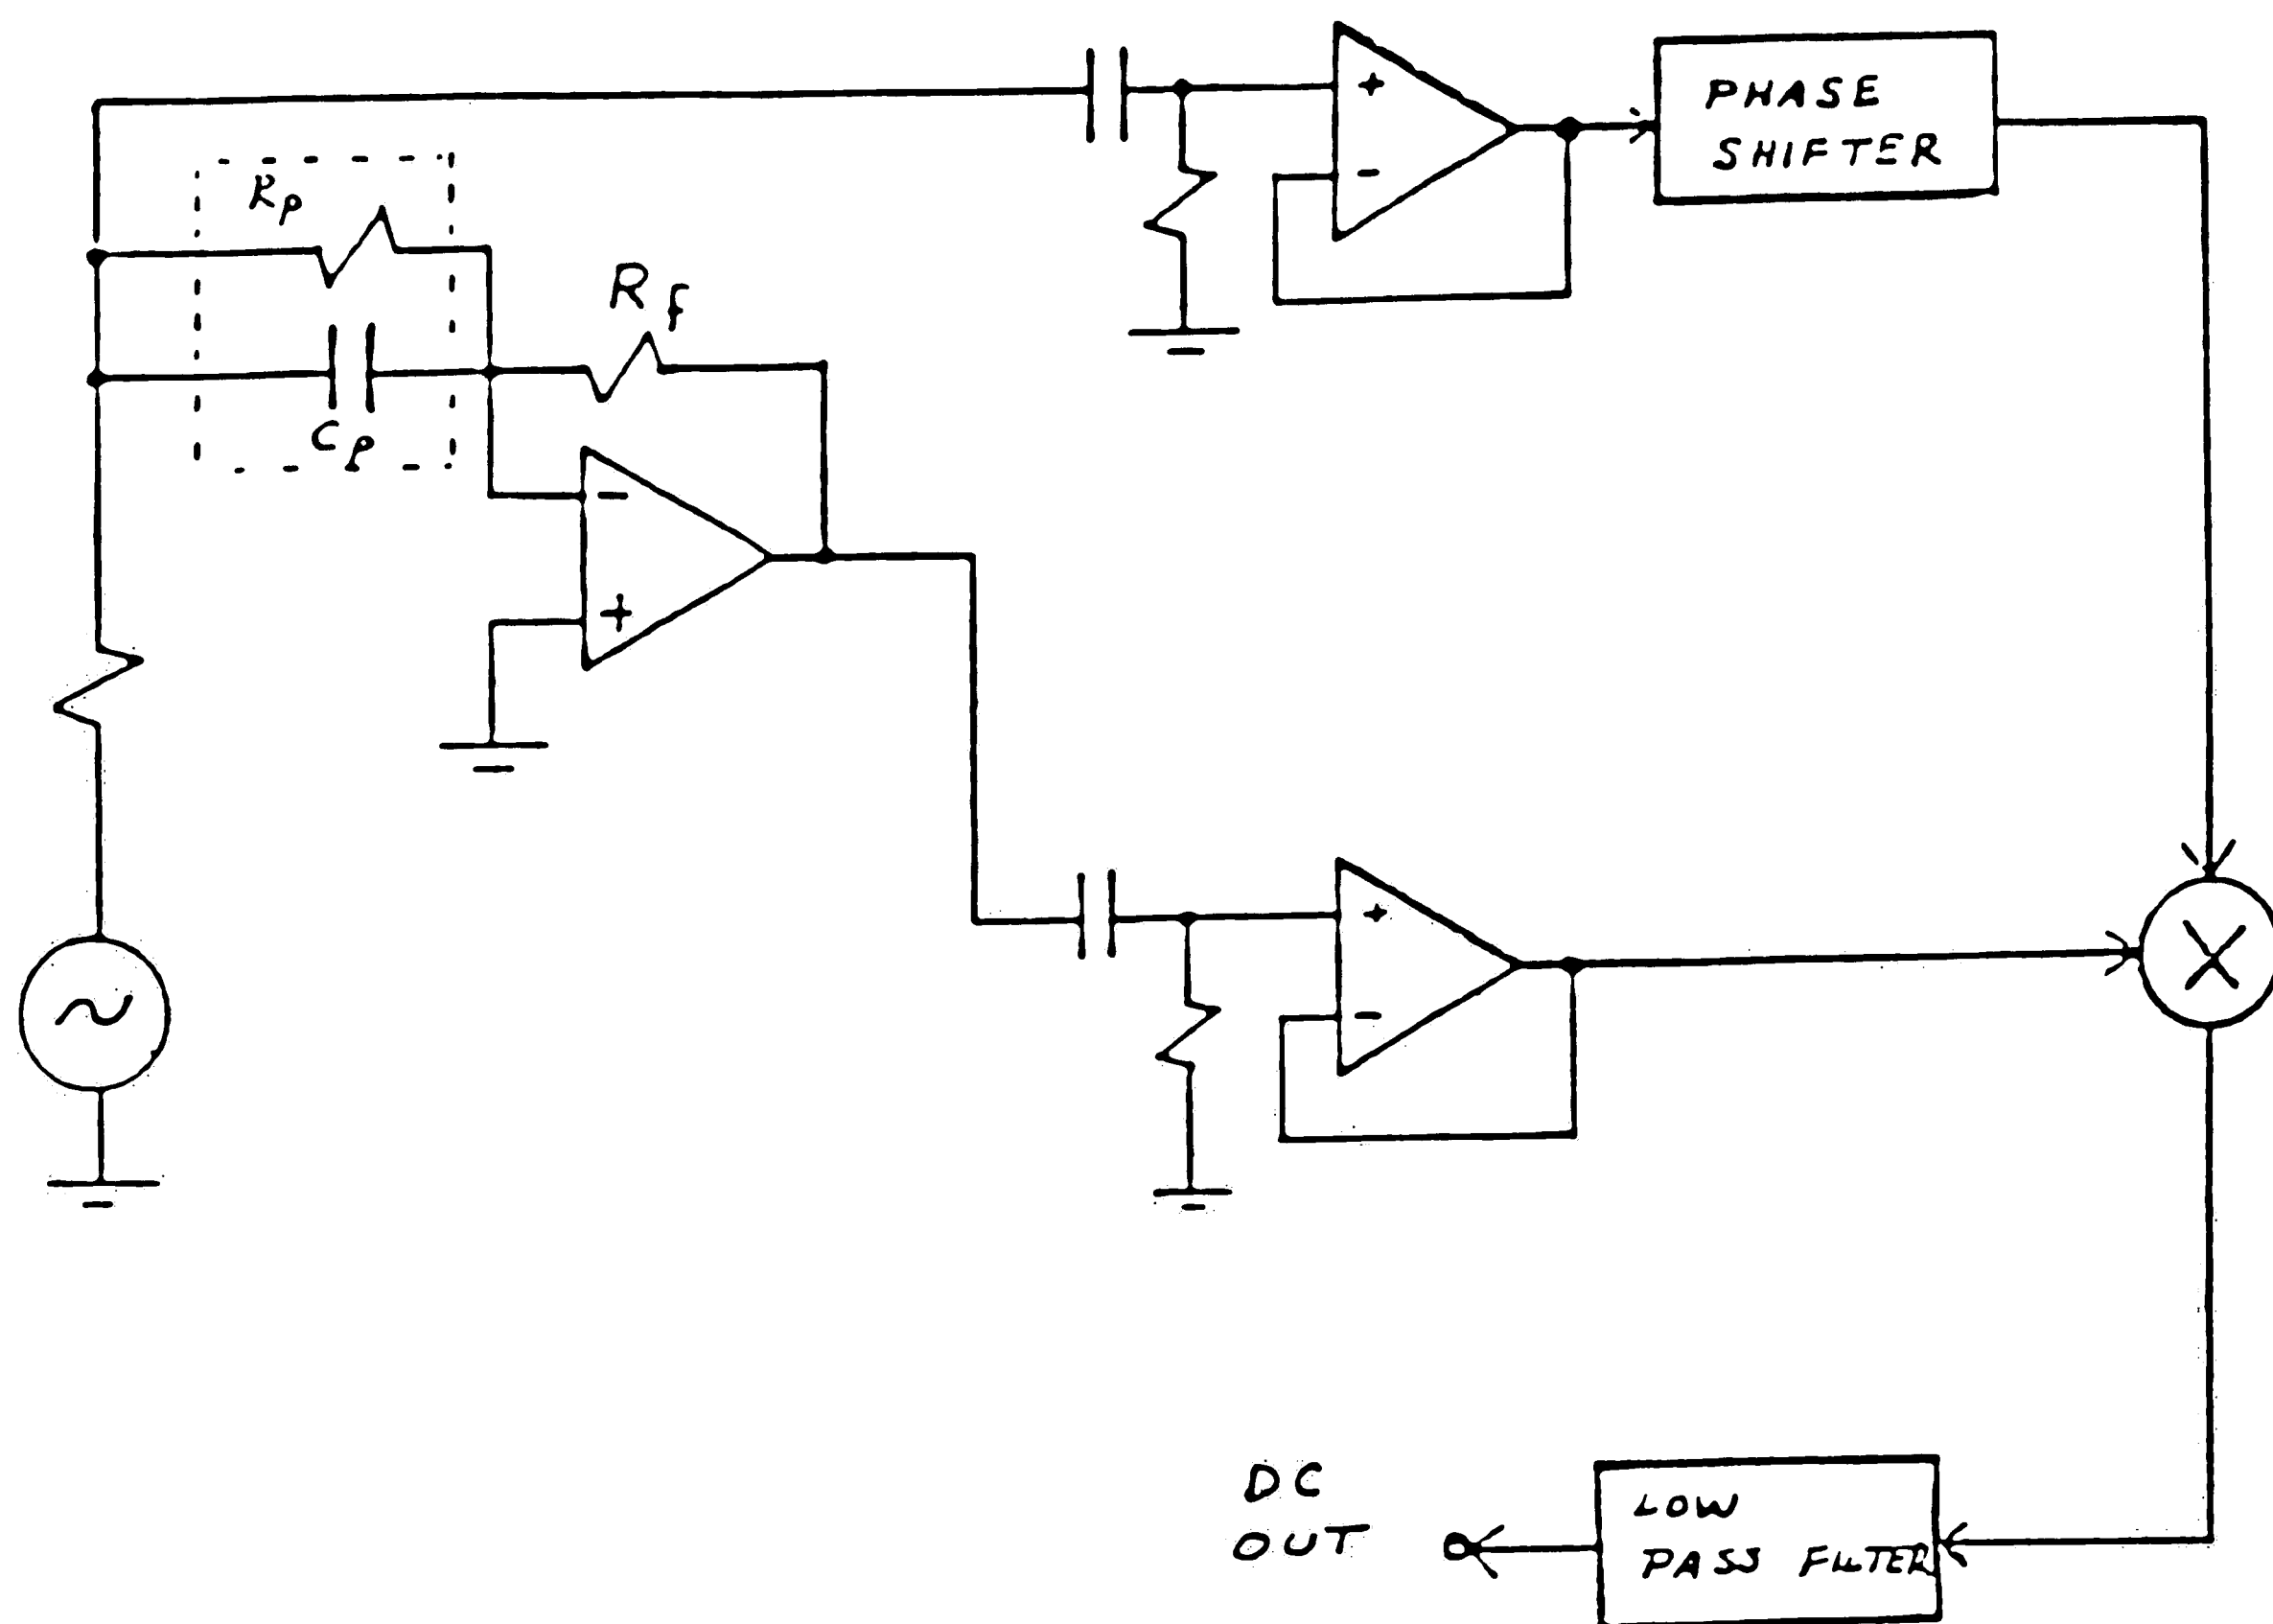 PHASE
SHIFTER
Rp
Rf
Cp
-
+
+
-
+
-
X
DC
OUT
LOW
PASS FILTER